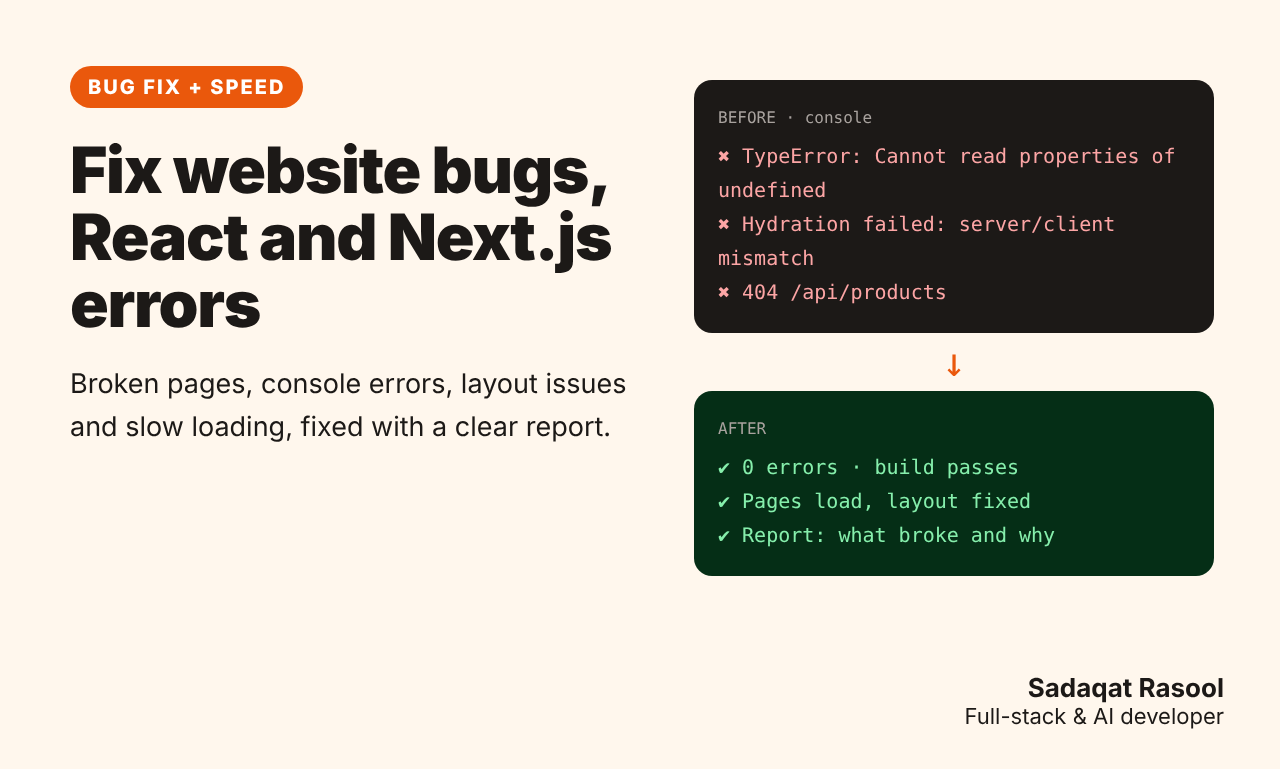 BUG FIX + SPEED
Fix website bugs,
React and Next.js
errors
Broken pages, console errors, layout issues
and slow loading, fixed with a clear report.
BEFORE · console
✖ TypeError: Cannot read properties of
undefined
✖ Hydration failed: server/client
mismatch
✖ 404 /api/products
↓
AFTER
✔ 0 errors · build passes
✔ Pages load, layout fixed
✔ Report: what broke and why
Sadaqat Rasool
Full-stack & AI developer